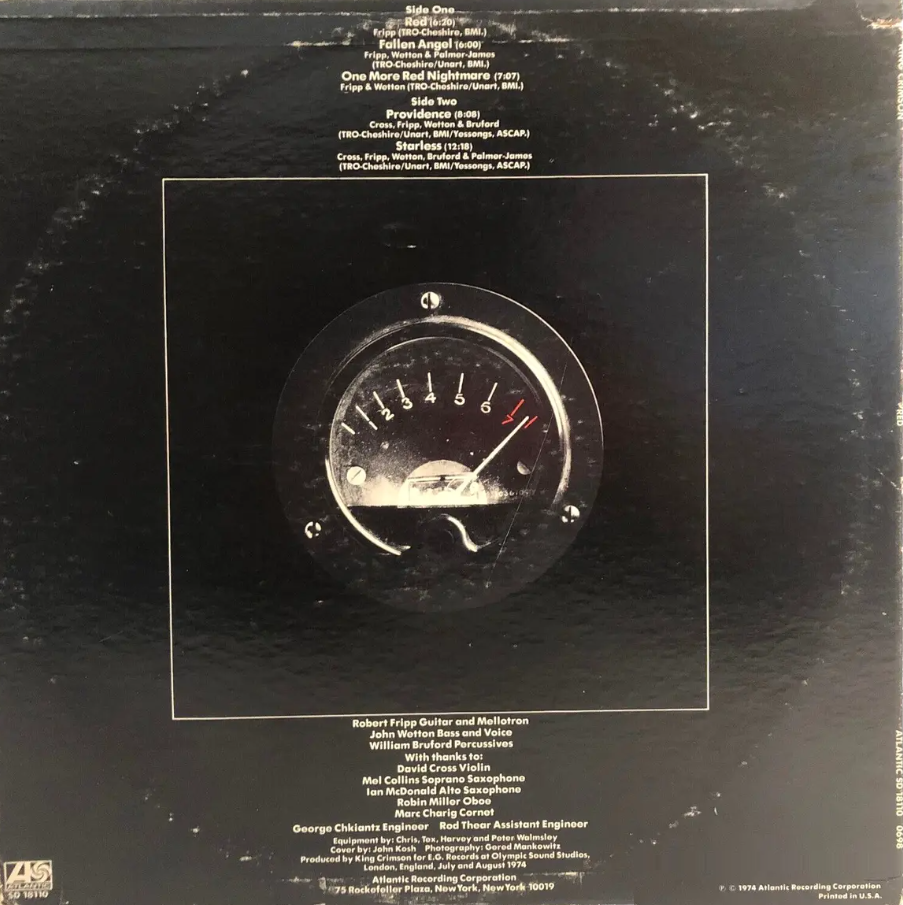 Side One
Red (6:20)
Fripp (TRO-Cheshire, BMI.)
Fallen Angel (6:00)
Fripp, Wetton & Palmer-James
(TRO-Cheshire/Unart, BMI.)
One More Red Nightmare (7:07)
Fripp & Wetton (TRO-Cheshire/Unart, BMI.)
Side Two
Providence (8:08)
Cross, Fripp, Wetton & Bruford
(TRO-Cheshire/Unart, BMI/Yessongs, ASCAP.)
Starless (12:18)
Cross, Fripp, Wetton, Bruford & Palmer-James
(TRO-Cheshire/Unart, BMI/Yessongs, ASCAP.)
2 3 4 5 6 7
Robert Fripp Guitar and Mellotron
John Wetton Bass and Voice
William Bruford Percussives
With thanks to:
David Cross Violin
Mel Collins Soprano Saxophone
Ian McDonald Alto Saxophone
Robin Miller Oboe
Marc Charig Cornet
George Chkiantz Engineer Rod Thear Assistant Engineer
Equipment by: Chris, Tex, Harvey and Peter Walmsley
Cover by: John Kosh Photography: Gered Mankowitz
Produced by King Crimson for E.G. Records at Olympic Sound Studios,
London, England, July and August 1974
Atlantic Recording Corporation
75 Rockefeller Plaza, New York, New York 10019
ATLANTIC
SD 18110
℗ © 1974 Atlantic Recording Corporation
Printed in U.S.A.
KING CRIMSON
RED
ATLANTIC SD 18110 0698